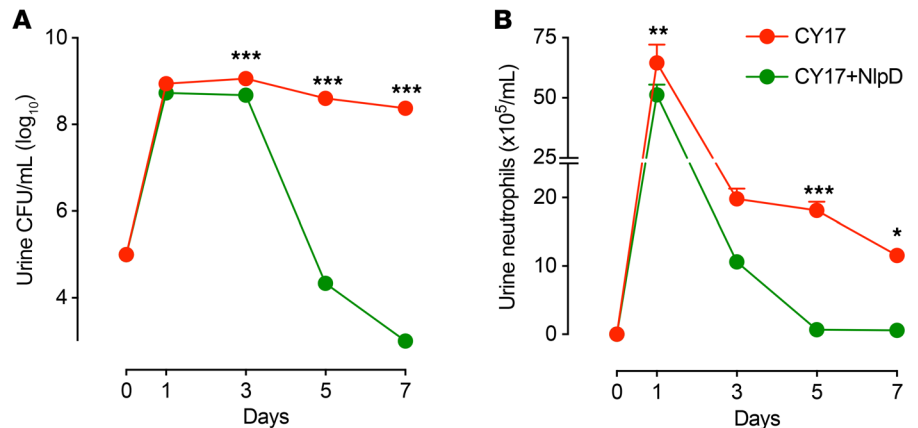 A
Urine CFU/mL (log10)
10
8
6
4
***
***
***
0 1 3 5 7
Days
B
Urine neutrophils (x10^5/mL)
75
50
25
20
10
0
**
***
*
CY17
CY17+NlpD
0 1 3 5 7
Days